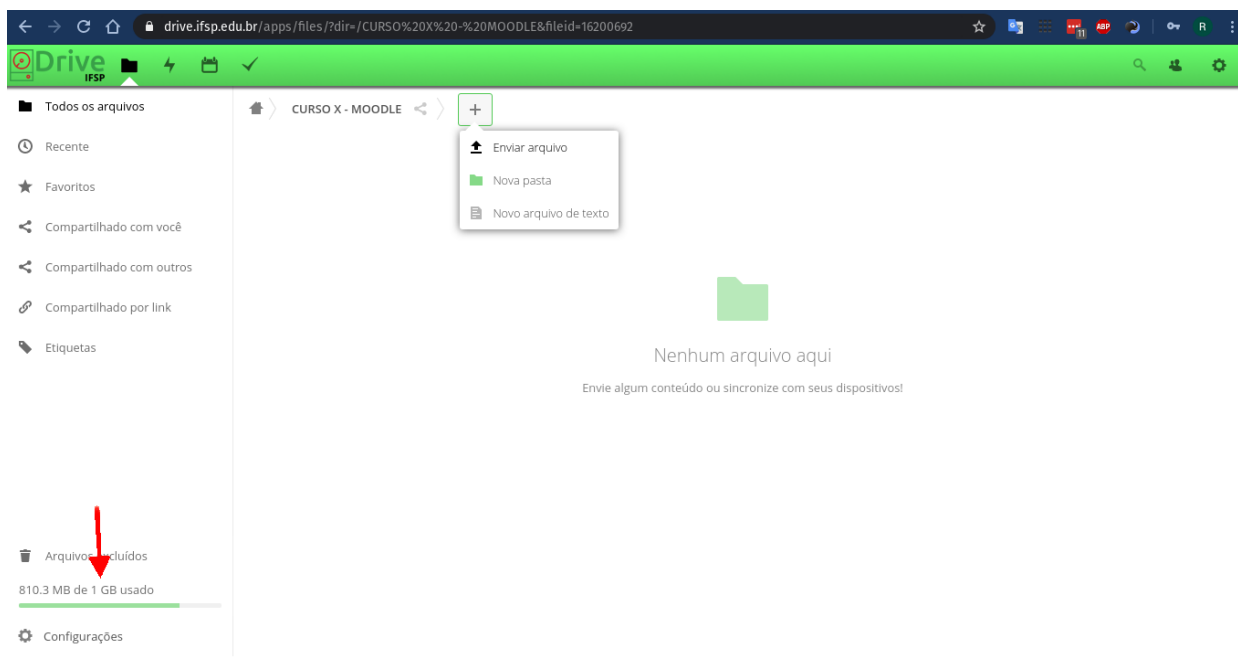 drive.ifsp.edu.br/apps/files/?dir=/CURSO%20X%20-%20MOODLE&fileid=16200692
11
ABP
R
Drive
IFSP
Todos os arquivos
CURSO X - MOODLE
+
Recente
Enviar arquivo
Nova pasta
Favoritos
Novo arquivo de texto
Compartilhado com você
Compartilhado com outros
Compartilhado por link
Etiquetas
Nenhum arquivo aqui
Envie algum conteúdo ou sincronize com seus dispositivos!
Arquivos excluídos
810.3 MB de 1 GB usado
Configurações